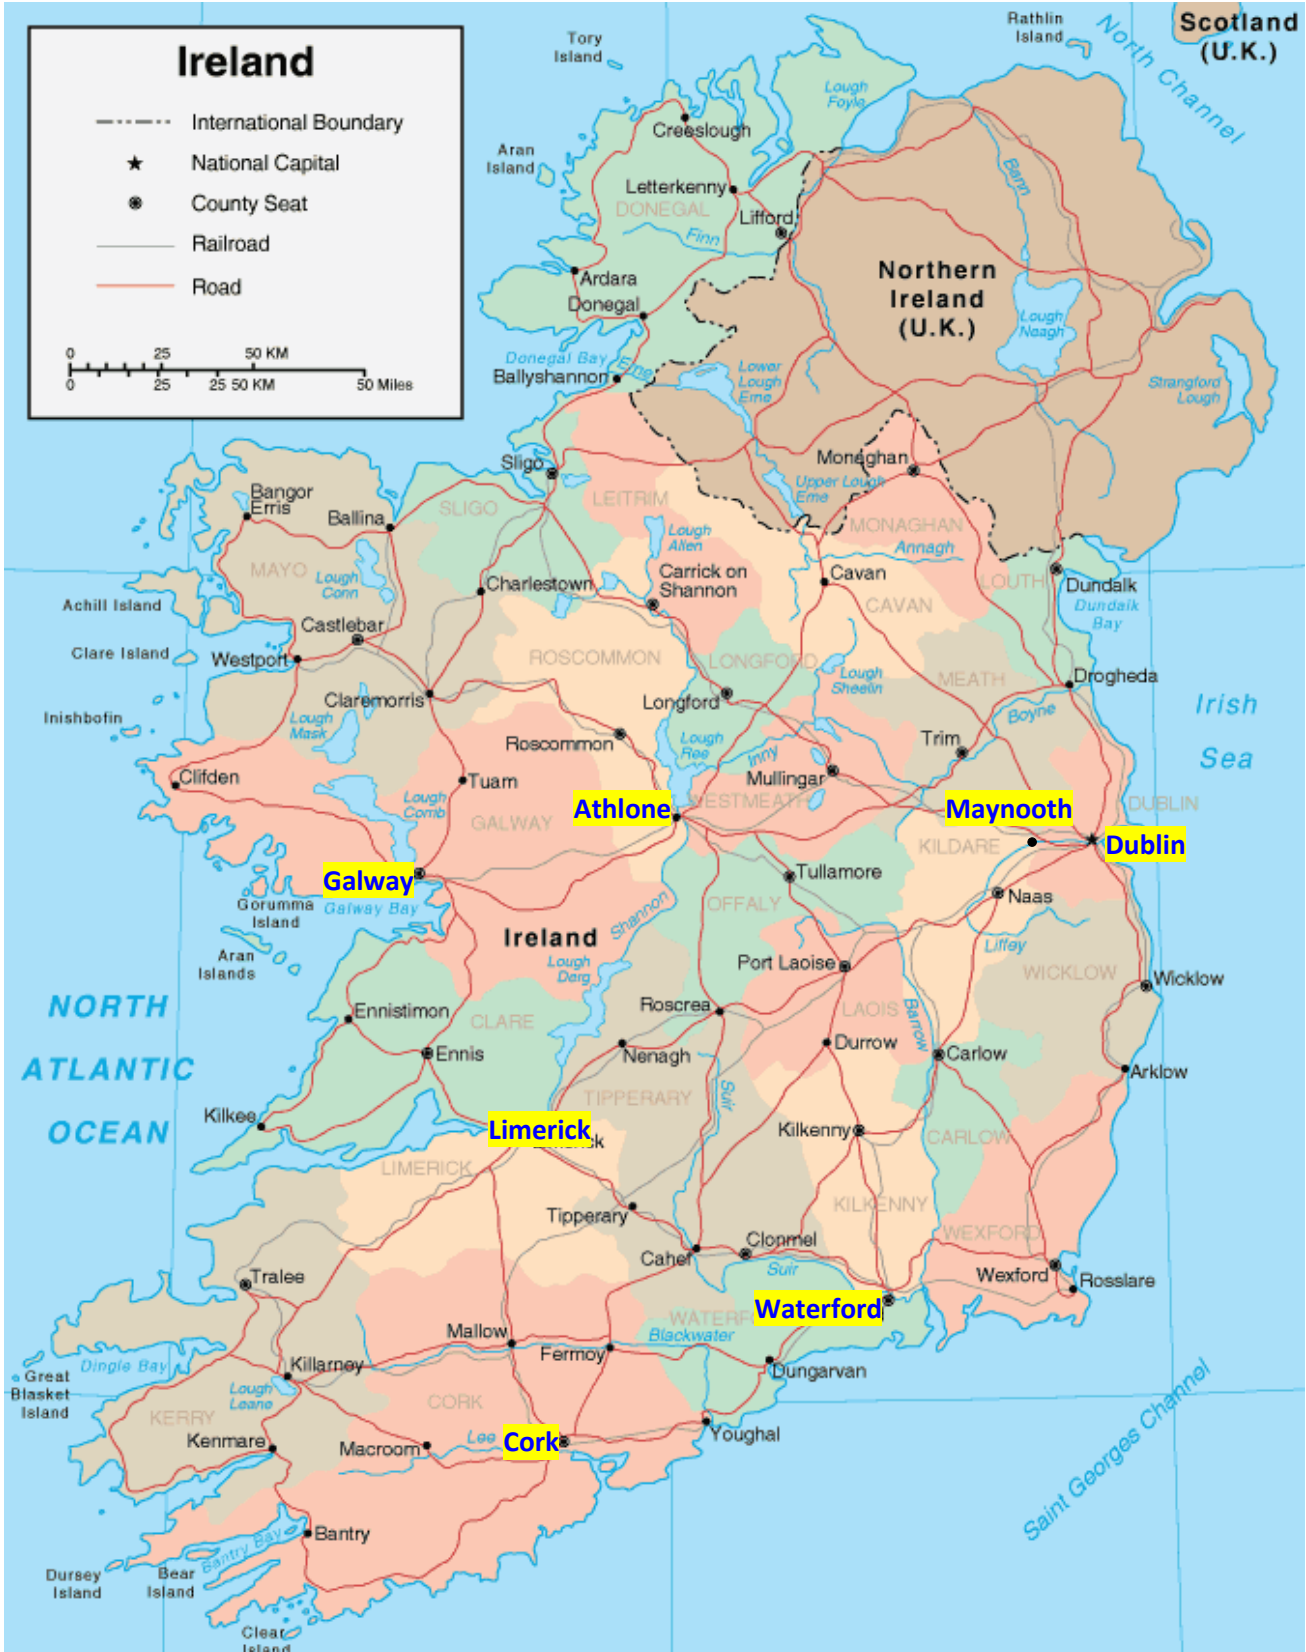 Ireland
International Boundary
National Capital
County Seat
Railroad
Road
0 25 50 KM
0 25 25 50 KM 50 Miles
Scotland
(U.K.)
Rathlin
Island
North Channel
Tory
Island
Lough
Foyle
Creeslough
Aran
Island
Letterkenny
DONEGAL
Lifford
Finn
Bann
Ardara
Donegal
Northern
Ireland
(U.K.)
Lough
Neagh
Donegal Bay
Erne
Ballyshannon
Lower
Lough
Erne
Strangford
Lough
Sligo
Monaghan
Upper Lough
Erne
Bangor
Erris
Ballina
SLIGO
LEITRIM
MONAGHAN
Annagh
Lough
Allen
MAYO
Lough
Conn
Charlestown
Carrick on
Shannon
Cavan
CAVAN
LOUTH
Dundalk
Dundalk
Bay
Achill Island
Castlebar
Clare Island
Westport
ROSCOMMON
LONGFORD
Lough
Sheelin
MEATH
Drogheda
Inishbofin
Claremorris
Longford
Boyne
Irish
Sea
Lough
Mask
Roscommon
Lough
Ree
Inny
Trim
Clifden
Tuam
Mullingar
Lough
Corrib
GALWAY
Athlone
WESTMEATH
Maynooth
DUBLIN
KILDARE
Dublin
Galway
Tullamore
Gorumma
Island
Galway Bay
OFFALY
Naas
Shannon
Ireland
Liffey
Aran
Islands
Lough
Derg
Port Laoise
WICKLOW
Wicklow
NORTH
ATLANTIC
OCEAN
Ennistimon
CLARE
Roscrea
LAOIS
Barrow
Ennis
Nenagh
Durrow
Carlow
Arklow
TIPPERARY
Suir
Kilkee
Limerick
Kilkenny
CARLOW
LIMERICK
Tipperary
KILKENNY
WEXFORD
Cahef
Clonmel
Suir
Tralee
Wexford
Rosslare
Waterford
Mallow
Blackwater
Fermoy
Dingle Bay
Great
Blasket
Island
Killarney
Dungarvan
Lough
Leane
CORK
KERRY
Kenmare
Macroom
Lee
Cork
Youghal
Saint Georges Channel
Bantry
Bantry Bay
Dursey
Island
Bear
Island
Clear
Island